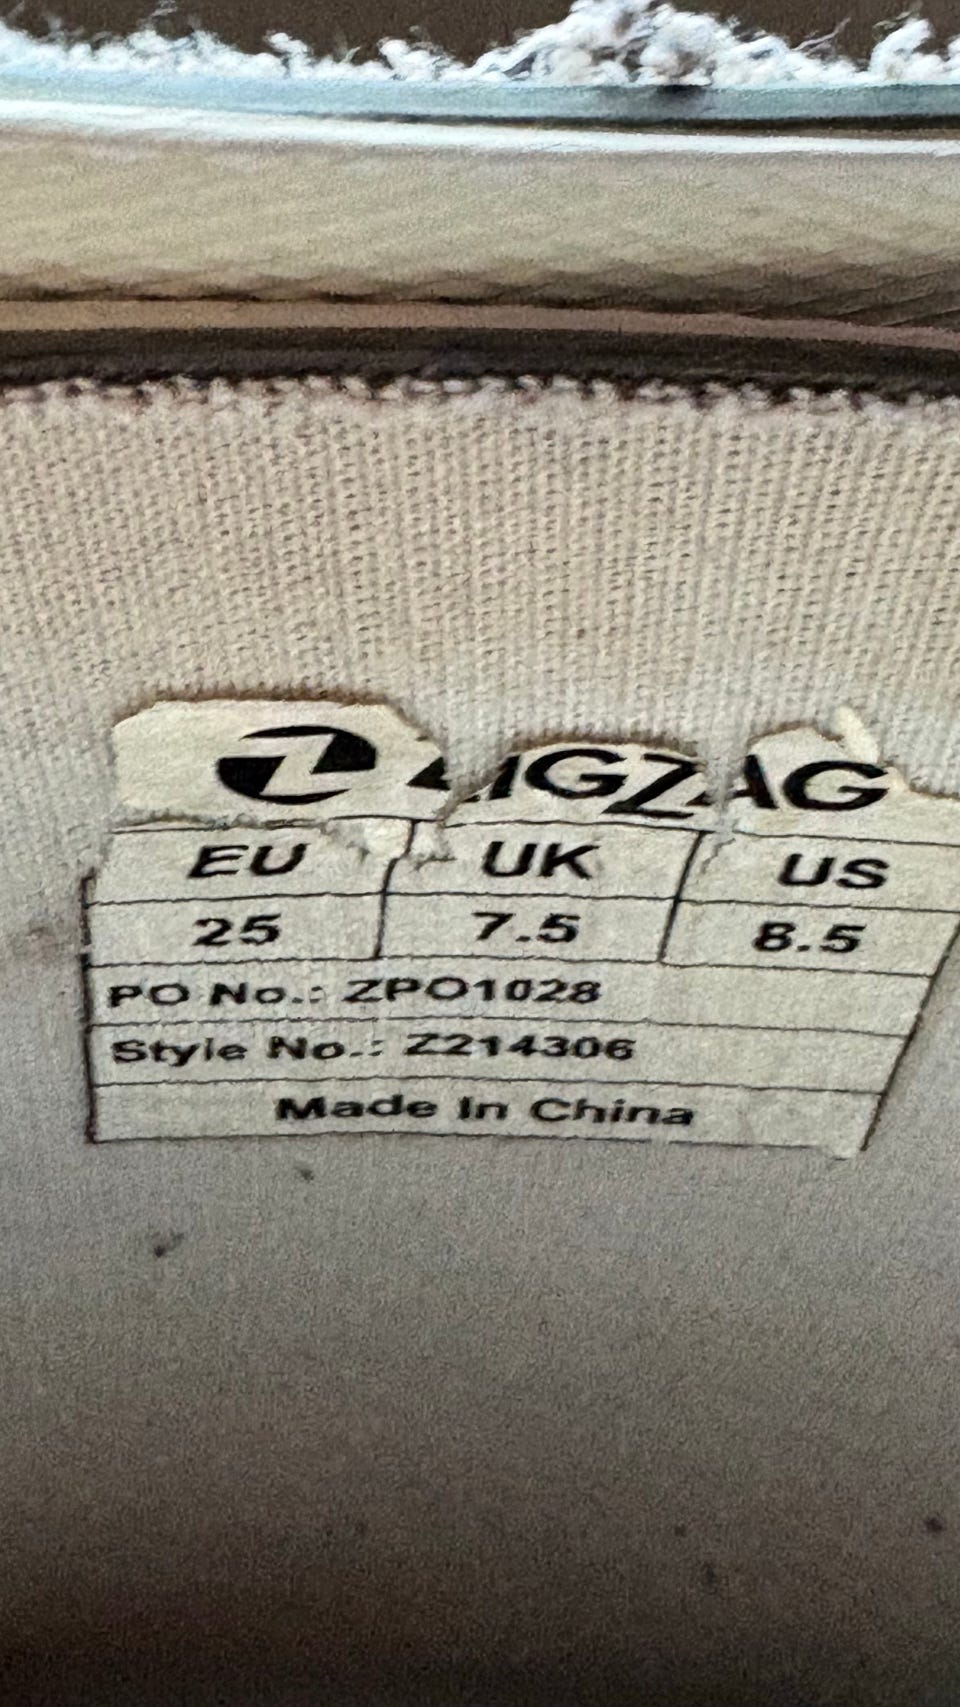 ZIGZAG
EU UK US
25 7.5 8.5
PO No.: ZPO1028
Style No.: Z214306
Made In China